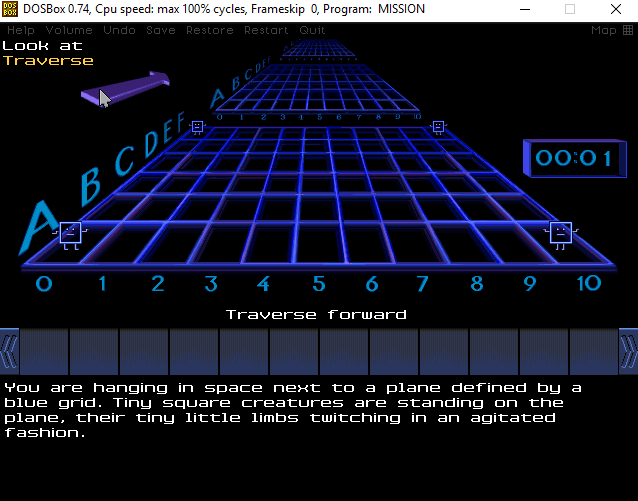 DOS
BOX
DOSBox 0.74, Cpu speed: max 100% cycles, Frameskip 0, Program: MISSION
Help Volume Undo Save Restore Restart Quit Map
Look at
Traverse
A B C D E F
0 1 2 3 4 5 6 7 8 9 10
A B C D E F
00:01
0 1 2 3 4 5 6 7 8 9 10
Traverse forward
You are hanging in space next to a plane defined by a
blue grid. Tiny square creatures are standing on the
plane, their tiny little limbs twitching in an agitated
fashion.